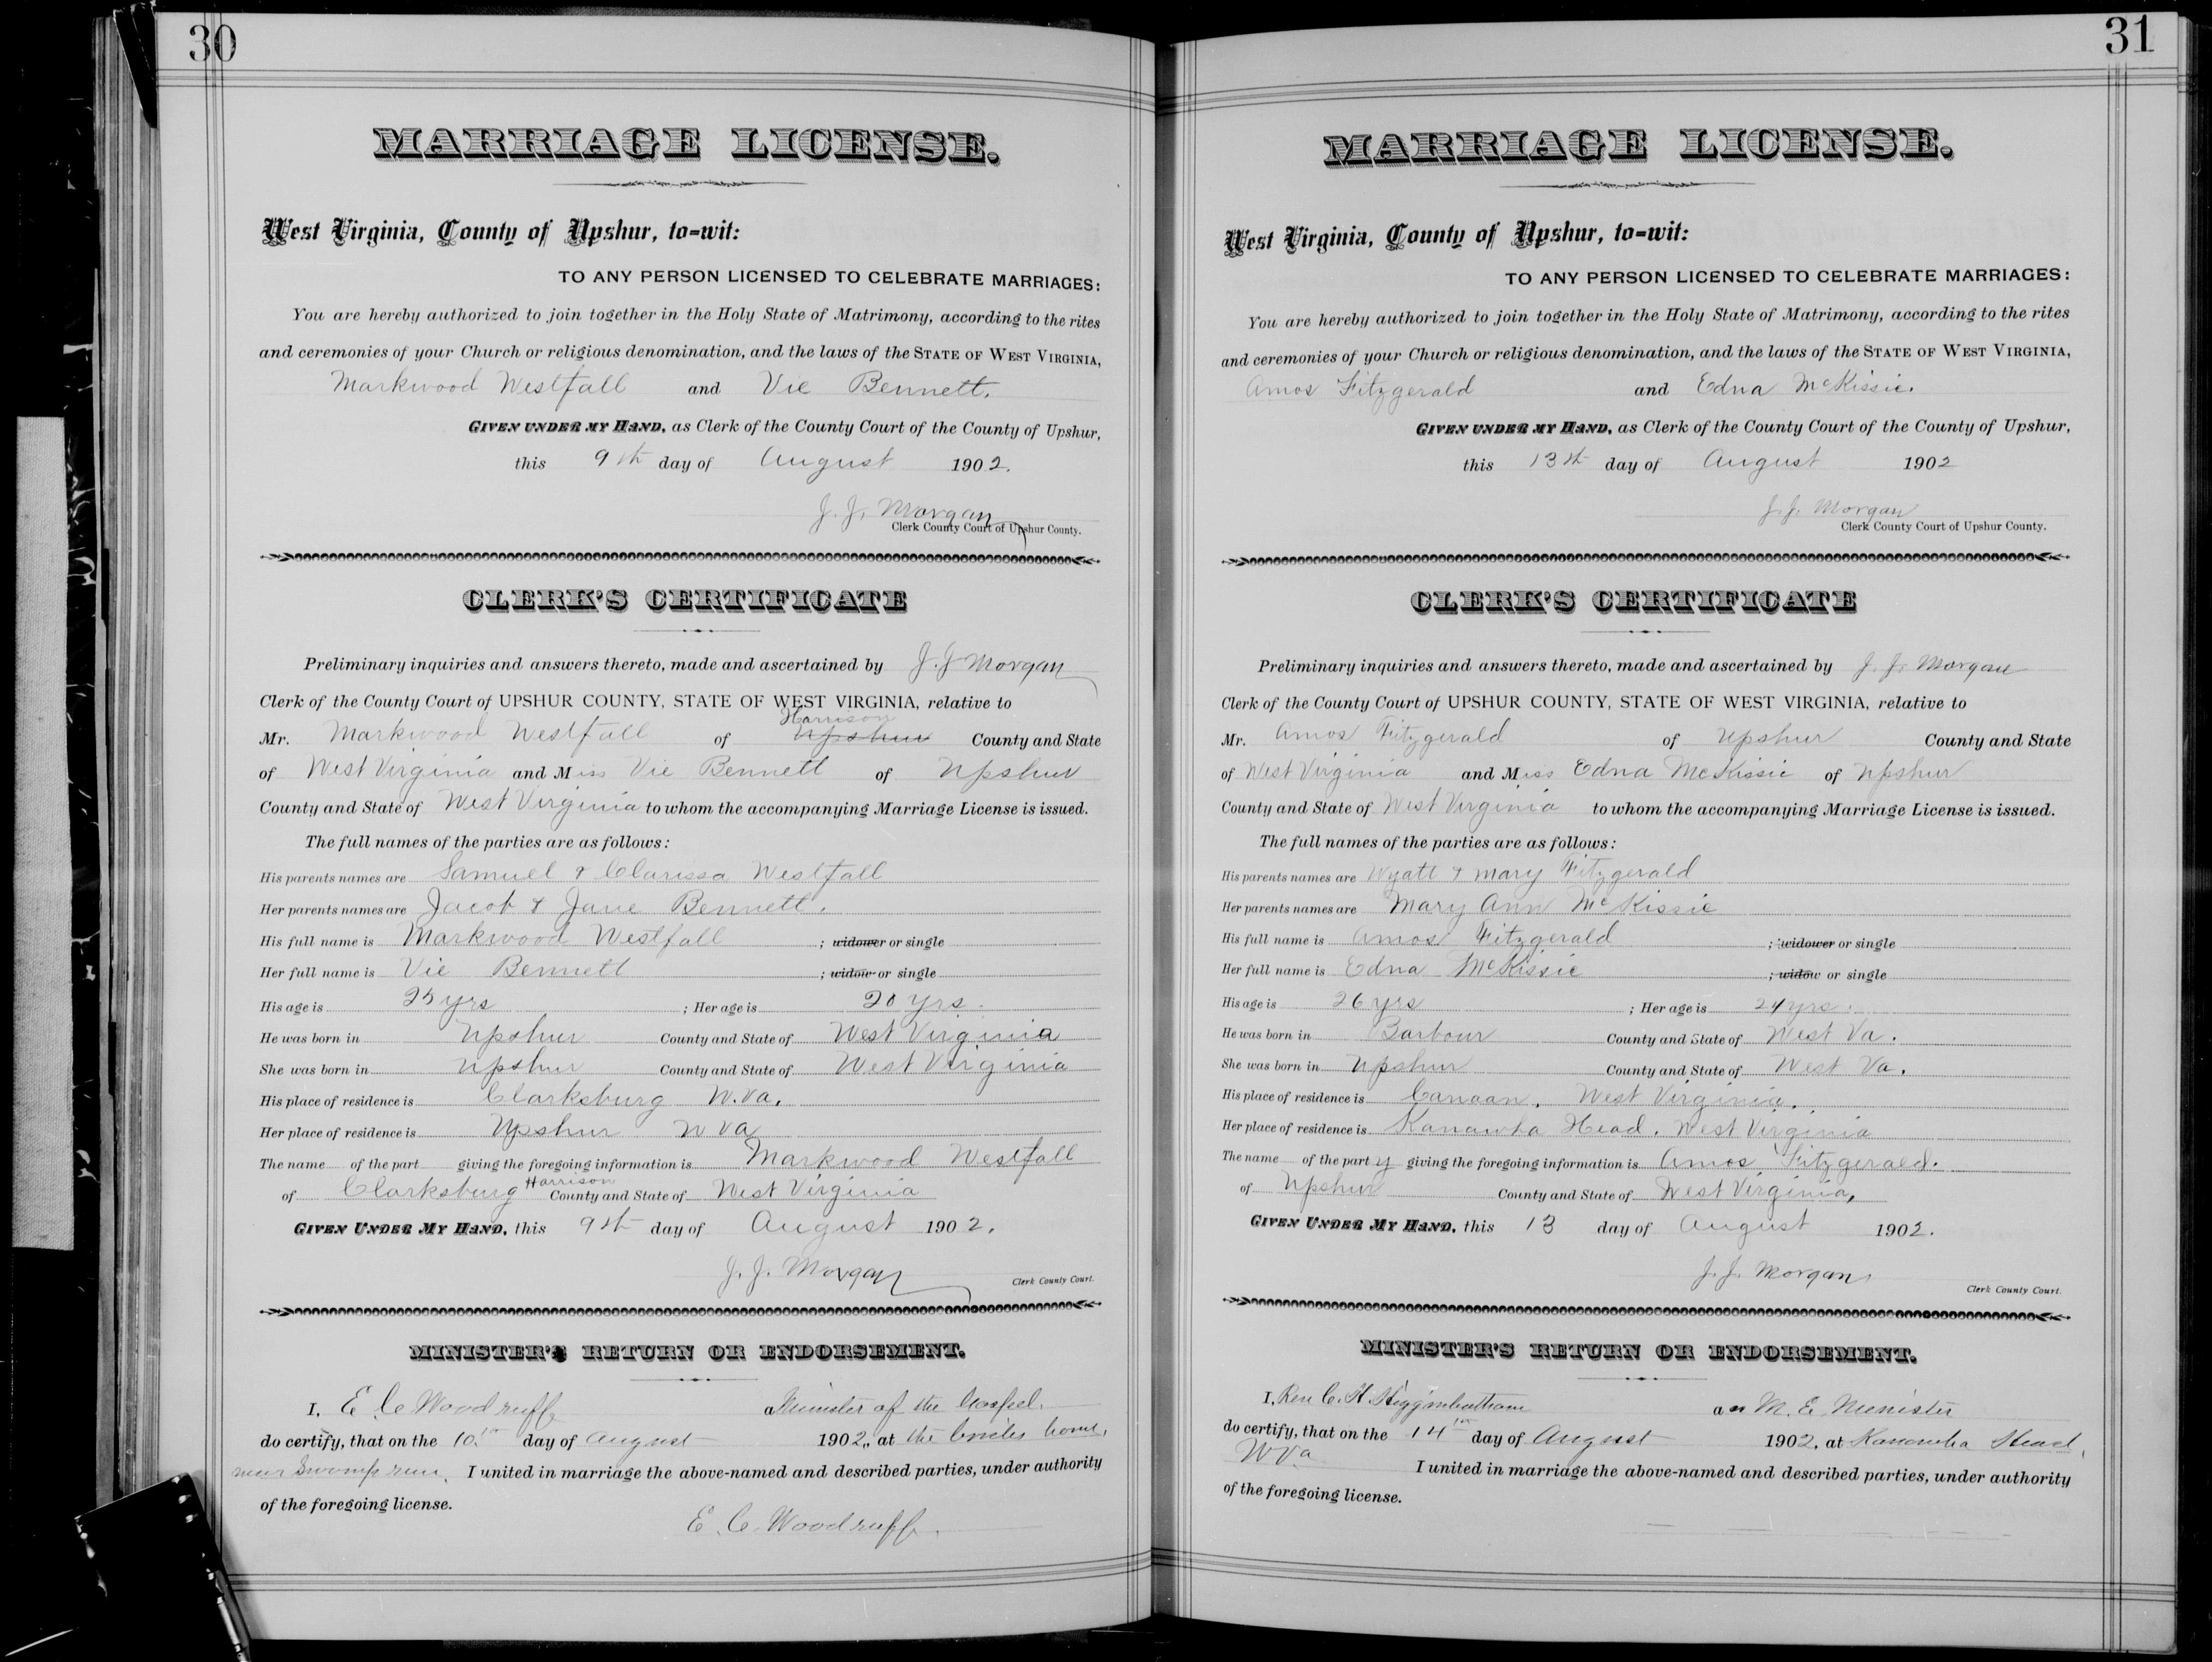 30
MARRIAGE LICENSE.
West Virginia, County of Upshur, to=wit:
TO ANY PERSON LICENSED TO CELEBRATE MARRIAGES:
You are hereby authorized to join together in the Holy State of Matrimony, according to the rites
and ceremonies of your Church or religious denomination, and the laws of the STATE OF WEST VIRGINIA,
Markwood Westfall and Vie Bennett.
GIVEN UNDER MY HAND, as Clerk of the County Court of the County of Upshur,
this 9th day of August 1902.
J. J. Morgan
Clerk County Court of Upshur County.
CLERK'S CERTIFICATE
Preliminary inquiries and answers thereto, made and ascertained by J. J Morgan
Clerk of the County Court of UPSHUR COUNTY, STATE OF WEST VIRGINIA, relative to
Harrison
Mr. Markwood Westfall of Upshur County and State
of West Virginia and Miss Vie Bennett of Upshur
County and State of West Virginia to whom the accompanying Marriage License is issued.
The full names of the parties are as follows:
His parents names are Samuel & Clarissa Westfall
Her parents names are Jacob & Jane Bennett.
His full name is Markwood Westfall ; widower or single
Her full name is Vie Bennett ; widow or single
His age is 25 yrs ; Her age is 20 yrs.
He was born in Upshur County and State of West Virginia
She was born in Upshur County and State of West Virginia
His place of residence is Clarksburg W. Va.
Her place of residence is Upshur W Va
The name of the part giving the foregoing information is Markwood Westfall
of Clarksburg Harrison County and State of West Virginia
GIVEN UNDER MY HAND, this 9th day of August 1902.
J. J. Morgan
Clerk County Court.
MINISTER'S RETURN OR ENDORSEMENT.
I, E C Woodruff a Minister of the Gospel.
do certify, that on the 10th day of August 1902, at the brides home,
near Swamp run, I united in marriage the above-named and described parties, under authority
of the foregoing license.
E. C. Woodruff.
31
MARRIAGE LICENSE.
West Virginia, County of Upshur, to=wit:
TO ANY PERSON LICENSED TO CELEBRATE MARRIAGES:
You are hereby authorized to join together in the Holy State of Matrimony, according to the rites
and ceremonies of your Church or religious denomination, and the laws of the STATE OF WEST VIRGINIA,
Amos Fitzgerald and Edna McKissic.
GIVEN UNDER MY HAND, as Clerk of the County Court of the County of Upshur,
this 13th day of August 1902
J. J. Morgan
Clerk County Court of Upshur County.
CLERK'S CERTIFICATE
Preliminary inquiries and answers thereto, made and ascertained by J. J. Morgan
Clerk of the County Court of UPSHUR COUNTY, STATE OF WEST VIRGINIA, relative to
Mr. Amos Fitzgerald of Upshur County and State
of West Virginia and Miss Edna McKissic of Upshur
County and State of West Virginia to whom the accompanying Marriage License is issued.
The full names of the parties are as follows:
His parents names are Wyatt & Mary Fitzgerald
Her parents names are Mary Ann McKissic
His full name is Amos Fitzgerald ; widower or single
Her full name is Edna McKissic ; widow or single
His age is 26 yrs ; Her age is 24 yrs.
He was born in Barbour County and State of West Va.
She was born in Upshur County and State of West Va.
His place of residence is Canaan, West Virginia.
Her place of residence is Kanawha Head, West Virginia
The name of the party giving the foregoing information is Amos Fitzgerald.
of Upshur County and State of West Virginia,
GIVEN UNDER MY HAND, this 13 day of August 1902.
J. J. Morgan
Clerk County Court.
MINISTER'S RETURN OR ENDORSEMENT.
I, Rev C. H. Higginbotham an M. E. Minister
do certify, that on the 14th day of August 1902, at Kanawha Head,
W Va I united in marriage the above-named and described parties, under authority
of the foregoing license.